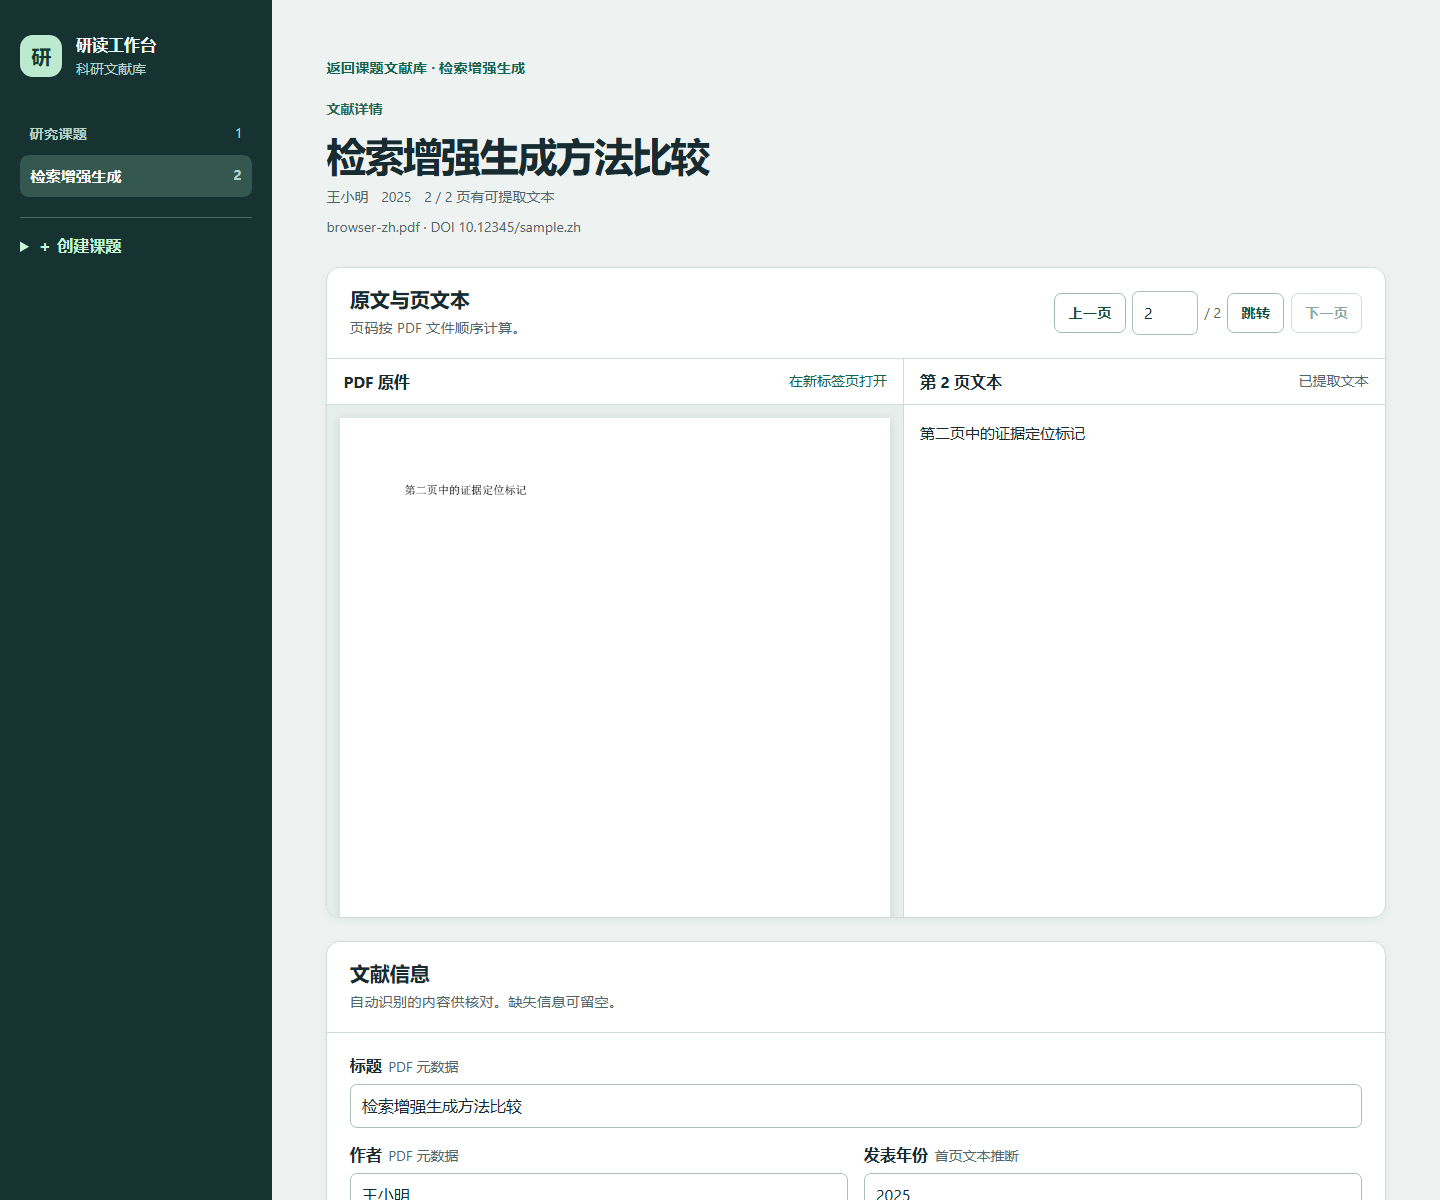 研
研读工作台
科研文献库
研究课题 1
检索增强生成 2
+ 创建课题
返回课题文献库 · 检索增强生成
文献详情
检索增强生成方法比较
王小明 2025 2 / 2 页有可提取文本
browser-zh.pdf · DOI 10.12345/sample.zh
原文与页文本
页码按 PDF 文件顺序计算。
上一页 2 / 2 跳转 下一页
PDF 原件 在新标签页打开
第二页中的证据定位标记
第 2 页文本 已提取文本
第二页中的证据定位标记
文献信息
自动识别的内容供核对。缺失信息可留空。
标题 PDF 元数据
检索增强生成方法比较
作者 PDF 元数据
王小明
发表年份 首页文本推断
2025